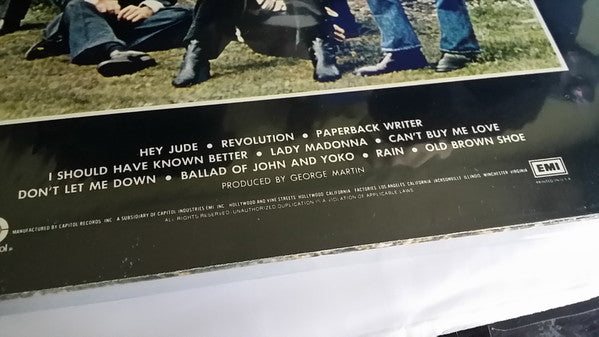 HEY JUDE • REVOLUTION • PAPERBACK WRITER
I SHOULD HAVE KNOWN BETTER • LADY MADONNA • CAN'T BUY ME LOVE
DON'T LET ME DOWN • BALLAD OF JOHN AND YOKO • RAIN • OLD BROWN SHOE
PRODUCED BY GEORGE MARTIN
MANUFACTURED BY CAPITOL RECORDS INC. A SUBSIDIARY OF CAPITOL INDUSTRIES EMI, INC. HOLLYWOOD AND VINE STREETS, HOLLYWOOD, CALIFORNIA. FACTORIES: LOS ANGELES, CALIFORNIA, JACKSONVILLE, ILLINOIS, WINCHESTER, VIRGINIA.
ALL RIGHTS RESERVED. UNAUTHORIZED DUPLICATION IS A VIOLATION OF APPLICABLE LAWS.
EMI
PRINTED IN U.S.A.